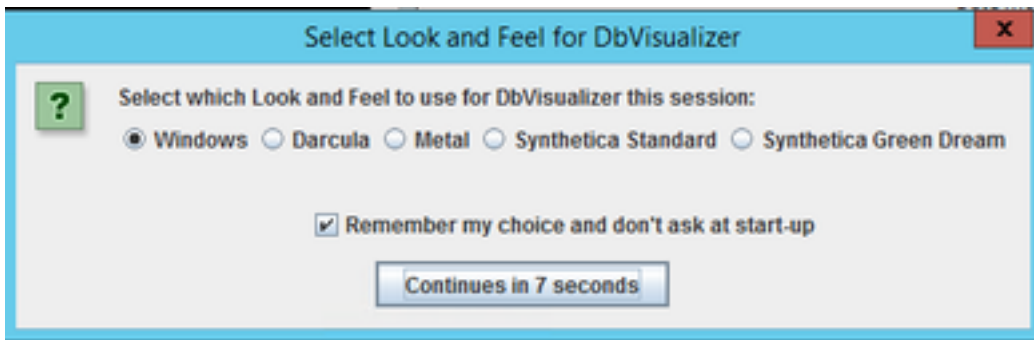 Select Look and Feel for DbVisualizer
x
?
Select which Look and Feel to use for DbVisualizer this session:
Windows Darcula Metal Synthetica Standard Synthetica Green Dream
Remember my choice and don't ask at start-up
Continues in 7 seconds